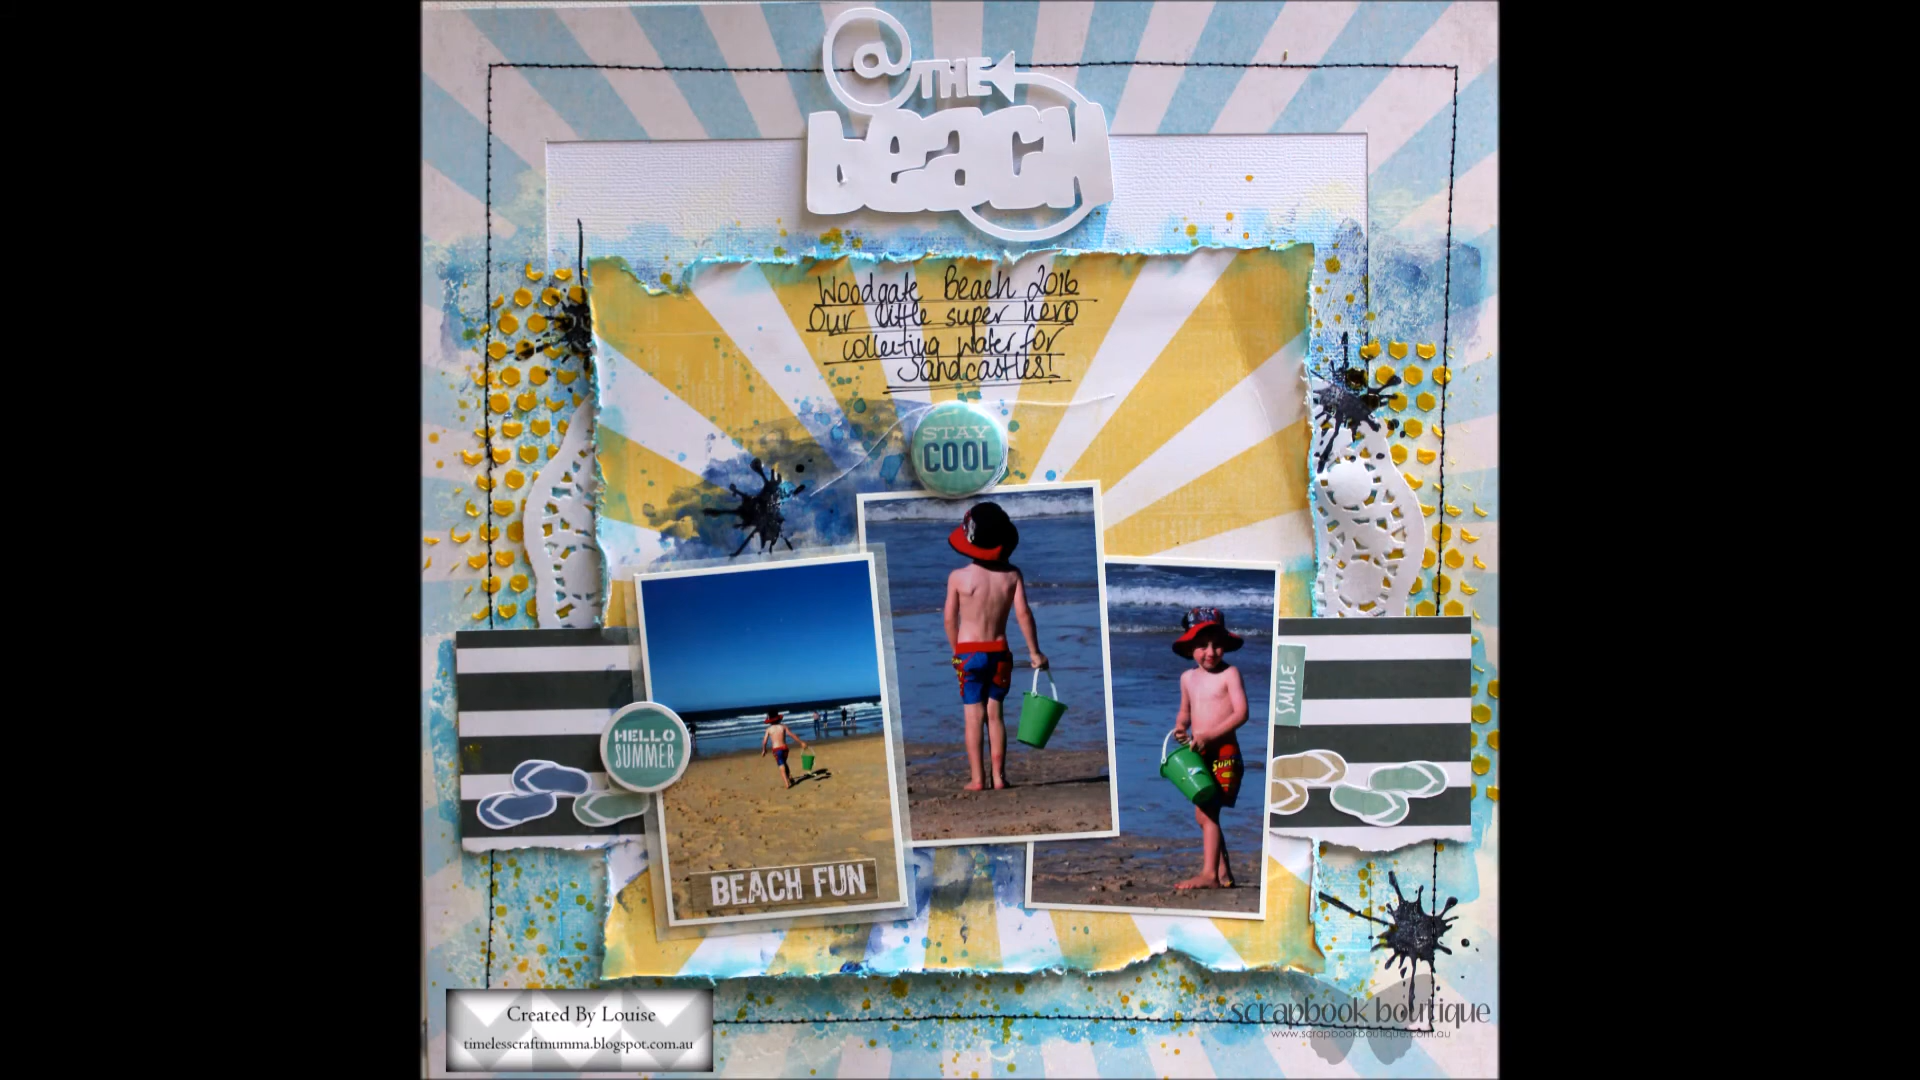 @ THE
BEACH
Woodgate Beach 2016
Our little super hero
collecting water for
Sandcastles!
STAY
COOL
SMILE
HELLO
SUMMER
SUPER
BEACH FUN
Created By Louise
timelesscraftmumma.blogspot.com.au
scrapbook boutique
www.scrapbookboutique.com.au